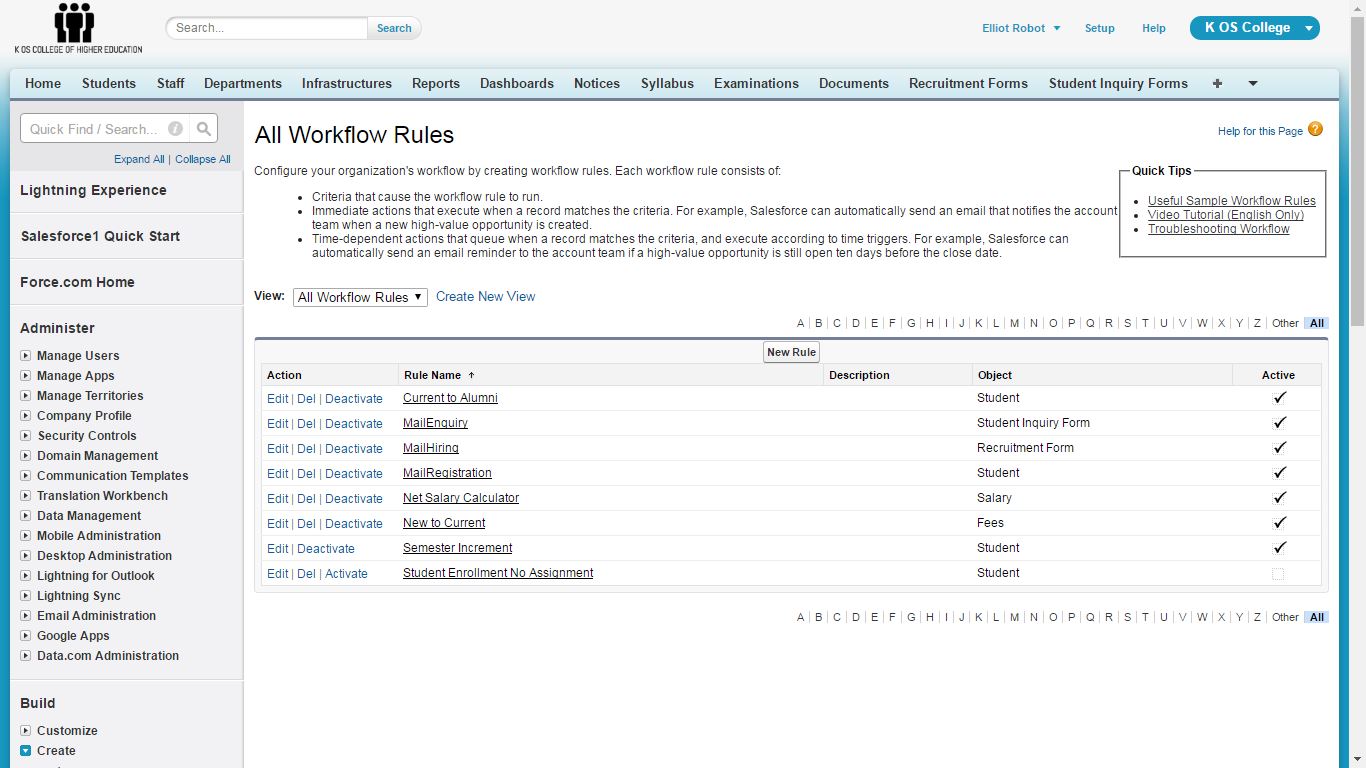 K OS COLLEGE OF HIGHER EDUCATION
Search...
Search
Elliot Robot
Setup
Help
K OS College
Home Students Staff Departments Infrastructures Reports Dashboards Notices Syllabus Examinations Documents Recruitment Forms Student Inquiry Forms +
Quick Find / Search... i
Expand All | Collapse All
Lightning Experience
Salesforce1 Quick Start
Force.com Home
Administer
Manage Users
Manage Apps
Manage Territories
Company Profile
Security Controls
Domain Management
Communication Templates
Translation Workbench
Data Management
Mobile Administration
Desktop Administration
Lightning for Outlook
Lightning Sync
Email Administration
Google Apps
Data.com Administration
Build
Customize
Create
All Workflow Rules
Help for this Page ?
Configure your organization's workflow by creating workflow rules. Each workflow rule consists of:
• Criteria that cause the workflow rule to run.
• Immediate actions that execute when a record matches the criteria. For example, Salesforce can automatically send an email that notifies the account
team when a new high-value opportunity is created.
• Time-dependent actions that queue when a record matches the criteria, and execute according to time triggers. For example, Salesforce can
automatically send an email reminder to the account team if a high-value opportunity is still open ten days before the close date.
Quick Tips
• Useful Sample Workflow Rules
• Video Tutorial (English Only)
• Troubleshooting Workflow
View: All Workflow Rules Create New View
A | B | C | D | E | F | G | H | I | J | K | L | M | N | O | P | Q | R | S | T | U | V | W | X | Y | Z | Other All
New Rule
Action Rule Name Description Object Active
Edit | Del | Deactivate Current to Alumni Student
Edit | Del | Deactivate MailEnquiry Student Inquiry Form
Edit | Del | Deactivate MailHiring Recruitment Form
Edit | Del | Deactivate MailRegistration Student
Edit | Del | Deactivate Net Salary Calculator Salary
Edit | Del | Deactivate New to Current Fees
Edit | Deactivate Semester Increment Student
Edit | Del | Activate Student Enrollment No Assignment Student
A | B | C | D | E | F | G | H | I | J | K | L | M | N | O | P | Q | R | S | T | U | V | W | X | Y | Z | Other All